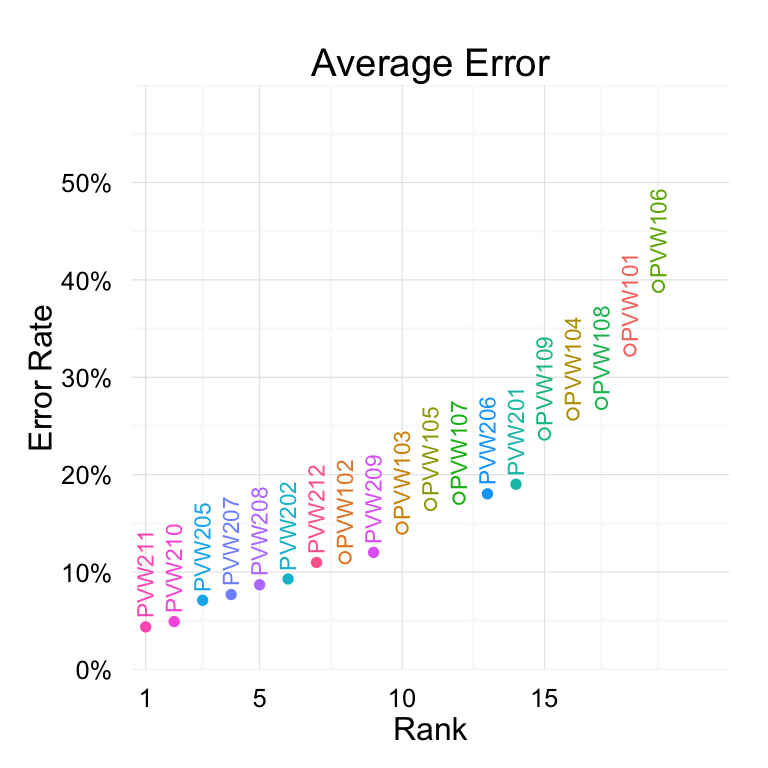 Average Error
Error Rate
50%
40%
30%
20%
10%
0%
PVW211
PVW210
PVW205
PVW207
PVW208
PVW202
PVW212
PVW102
PVW209
PVW103
PVW105
PVW107
PVW206
PVW201
PVW109
PVW104
PVW108
PVW101
PVW106
1 5 10 15
Rank